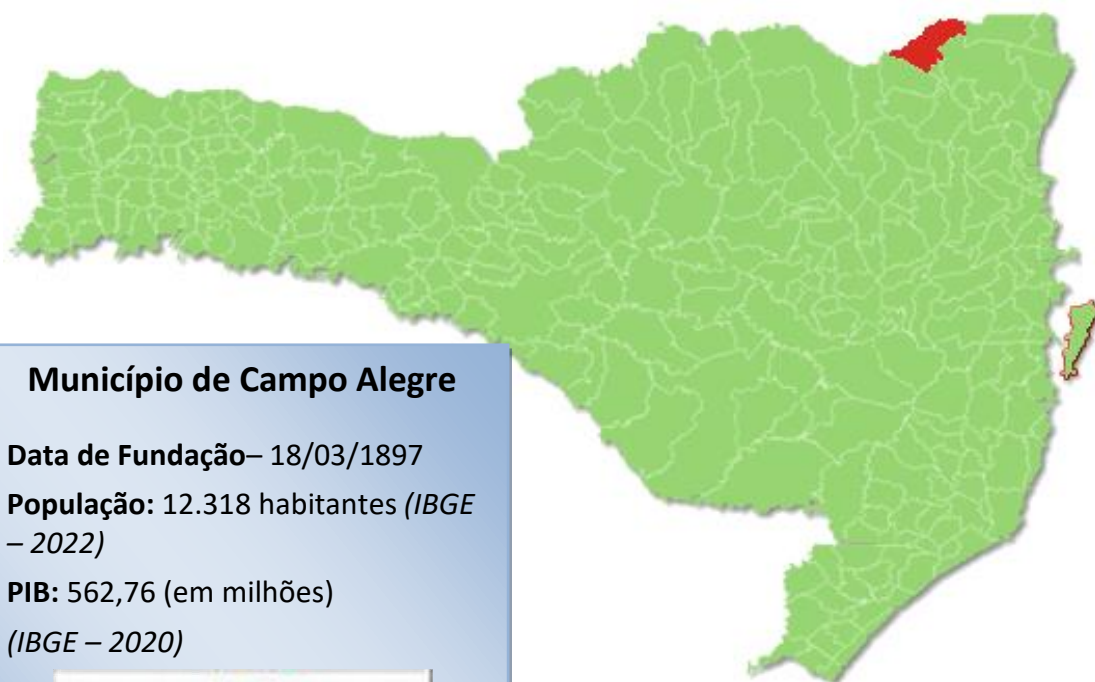 Município de Campo Alegre
Data de Fundação– 18/03/1897
População: 12.318 habitantes (IBGE
– 2022)
PIB: 562,76 (em milhões)
(IBGE – 2020)